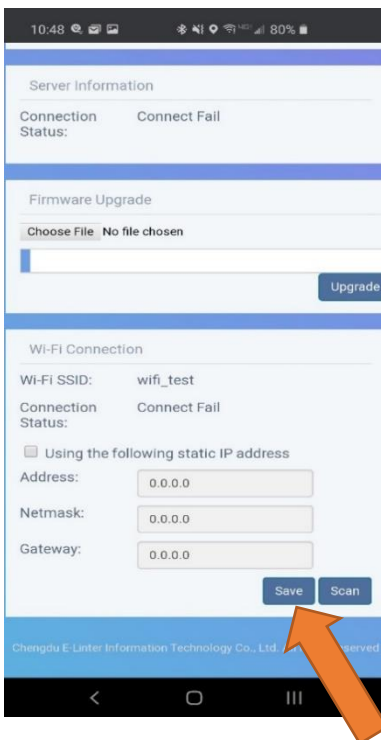 10:48 80%
Server Information
Connection Status: Connect Fail
Firmware Upgrade
Choose File No file chosen
Upgrade
Wi-Fi Connection
Wi-Fi SSID: wifi_test
Connection Status: Connect Fail
Using the following static IP address
Address: 0.0.0.0
Netmask: 0.0.0.0
Gateway: 0.0.0.0
Save Scan
Chengdu E-Linter Information Technology Co., Ltd.